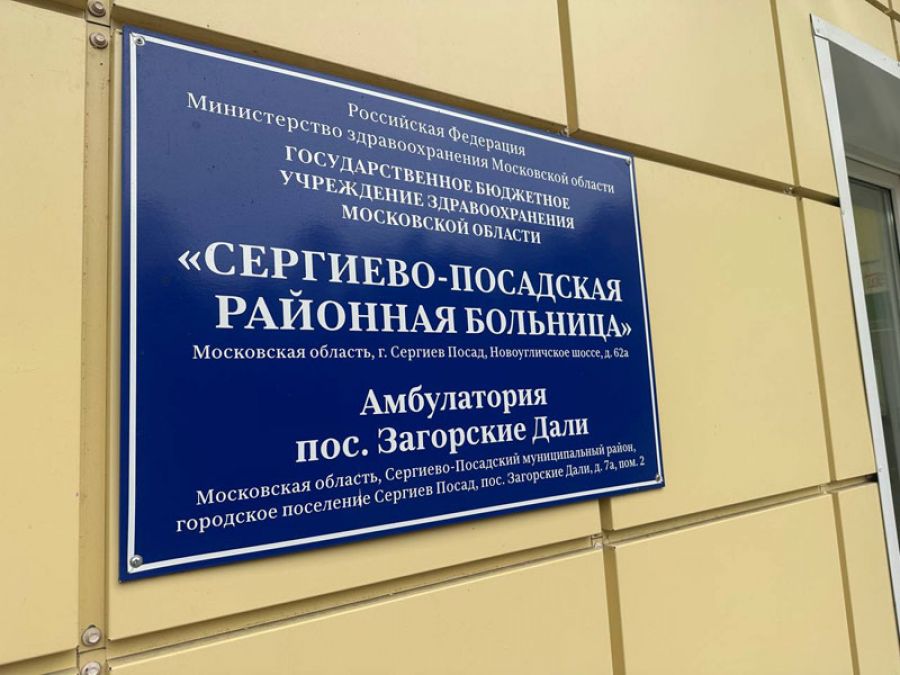 Российская Федерация
Министерство здравоохранения Московской области
ГОСУДАРСТВЕННОЕ БЮДЖЕТНОЕ
УЧРЕЖДЕНИЕ ЗДРАВООХРАНЕНИЯ
МОСКОВСКОЙ ОБЛАСТИ
«СЕРГИЕВО-ПОСАДСКАЯ
РАЙОННАЯ БОЛЬНИЦА»
Московская область, г. Сергиев Посад, Новоугличское шоссе, д. 62а
Амбулатория
пос. Загорские Дали
Московская область, Сергиево-Посадский муниципальный район,
городское поселение Сергиев Посад, пос. Загорские Дали, д. 7а, пом. 2